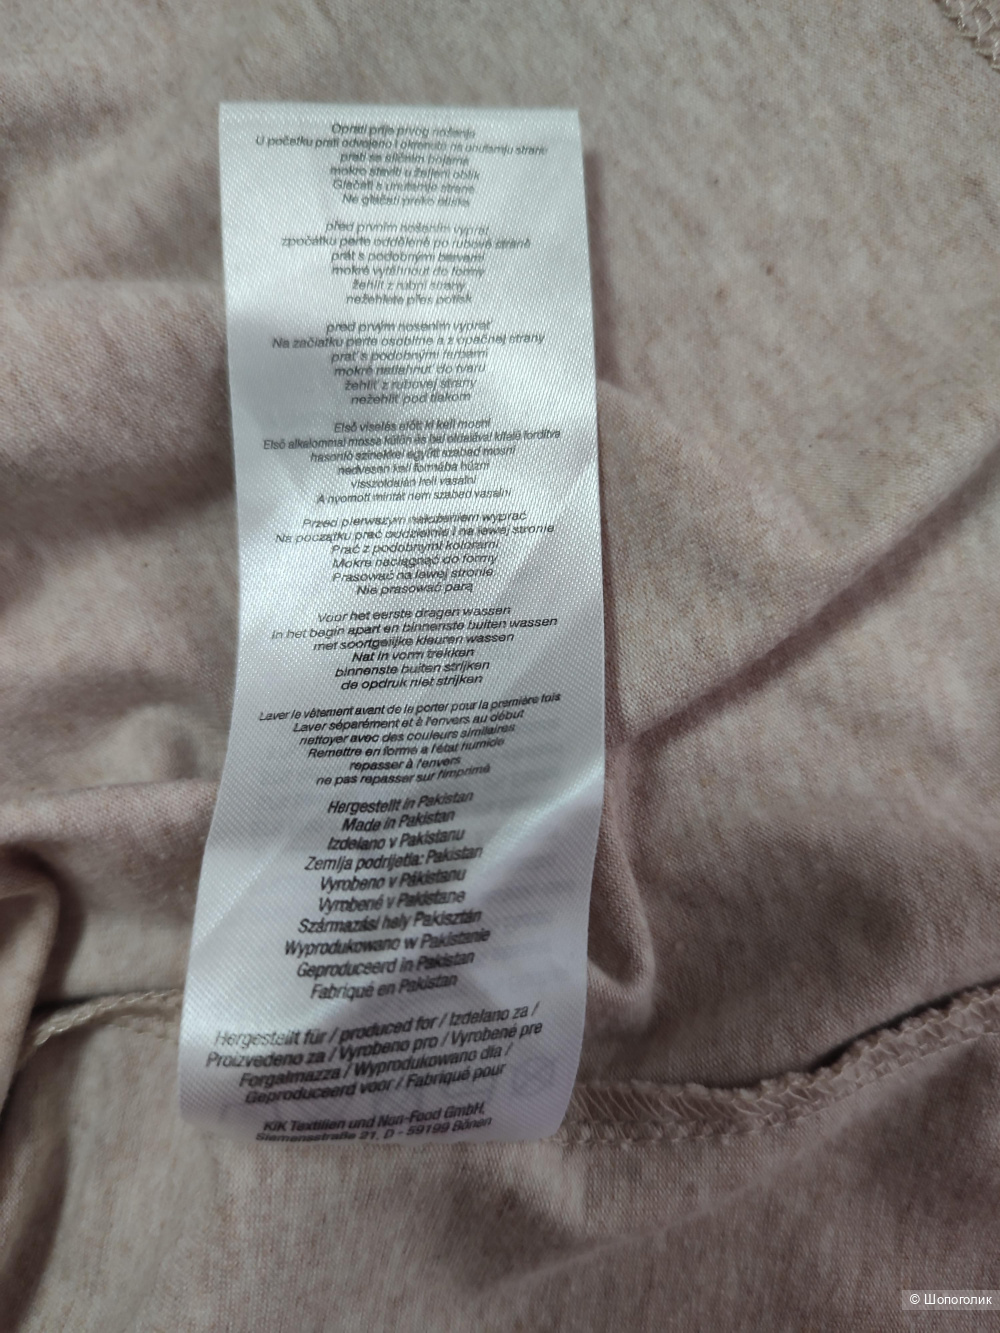 Oprati prije prvog nošenja
U početku prati odvojeno i okrenuto na unutarnju stranu
prati sa sličnim bojama
mokro staviti u željeni oblik
Glačati s unutarnje strane
Ne glačati preko otiska
před prvním nošením vyprat
zpočátku perte odděleně po rubové straně
prát s podobnými barvami
mokré vytáhnout do formy
žehlit z rubní strany
nežehlete přes potisk
pred prvým nosením vyprať
Na začiatku perte osobitne a z opačnej strany
prať s podobnými farbami
mokré natiahnuť do tvaru
žehliť z rubovej strany
nežehliť pod tlakom
Első viselés előtt ki kell mosni
Első alkalommal mossa külön és bal oldalával kifelé fordítva
hasonló színekkel együtt szabad mosni
nedvesen kell formába húzni
visszoldalán kell vasalni
A nyomott mintát nem szabad vasalni
Przed pierwszym nałożeniem wyprać
Na początku prać oddzielnie i na lewej stronie
Prać z podobnymi kolorami
Mokre naciągnąć do formy
Prasować na lewej stronie
Nie prasować parą
Voor het eerste dragen wassen
In het begin apart en binnenste buiten wassen
met soortgelijke kleuren wassen
Nat in vorm trekken
binnenste buiten strijken
de opdruk niet strijken
Laver le vêtement avant de le porter pour la première fois
Laver séparément et à l'envers au début
nettoyer avec des couleurs similaires
Remettre en forme a l'état humide
repasser à l'envers
ne pas repasser sur l'imprimé
Hergestellt in Pakistan
Made in Pakistan
Izdelano v Pakistanu
Zemlja podrijetla: Pakistan
Vyrobeno v Pákistánu
Vyrobené v Pakistane
Származási hely Pakisztán
Wyprodukowano w Pakistanie
Geproduceerd in Pakistan
Fabriqué en Pakistan
Hergestellt für / produced for / Izdelano za /
Proizvedeno za / Vyrobeno pro / Vyrobené pre
Forgalmazza / Wyprodukowano dla /
Geproduceerd voor / Fabriqué pour
KiK Textilien und Non-Food GmbH,
Siemensstraße 21, D - 59199 Bönen
© Шопоголик